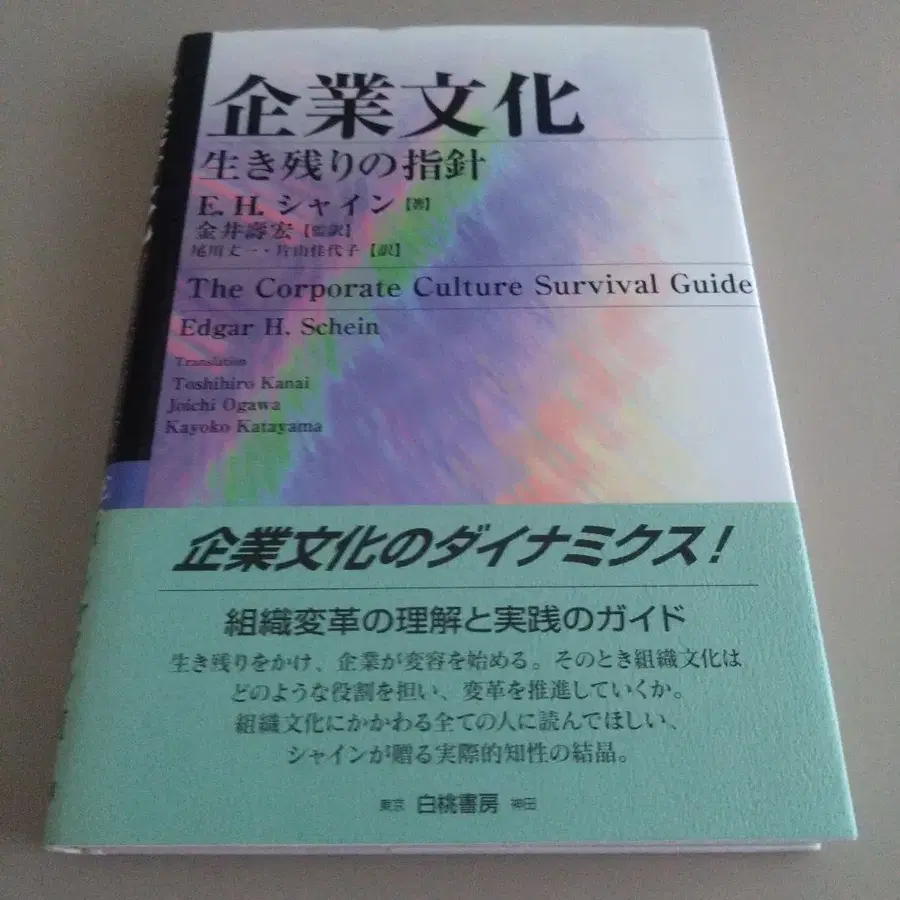 企業文化
生き残りの指針
E. H. シャイン【著】
金井壽宏【監訳】
尾川丈一・片山佳代子【訳】
The Corporate Culture Survival Guide
Edgar H. Schein
Translation
Toshihiro Kanai
Joichi Ogawa
Kayoko Katayama
企業文化のダイナミクス!
組織変革の理解と実践のガイド
生き残りをかけ、企業が変容を始める。そのとき組織文化は
どのような役割を担い、変革を推進していくか。
組織文化にかかわる全ての人に読んでほしい、
シャインが贈る実際的知性の結晶。
東京 白桃書房 神田